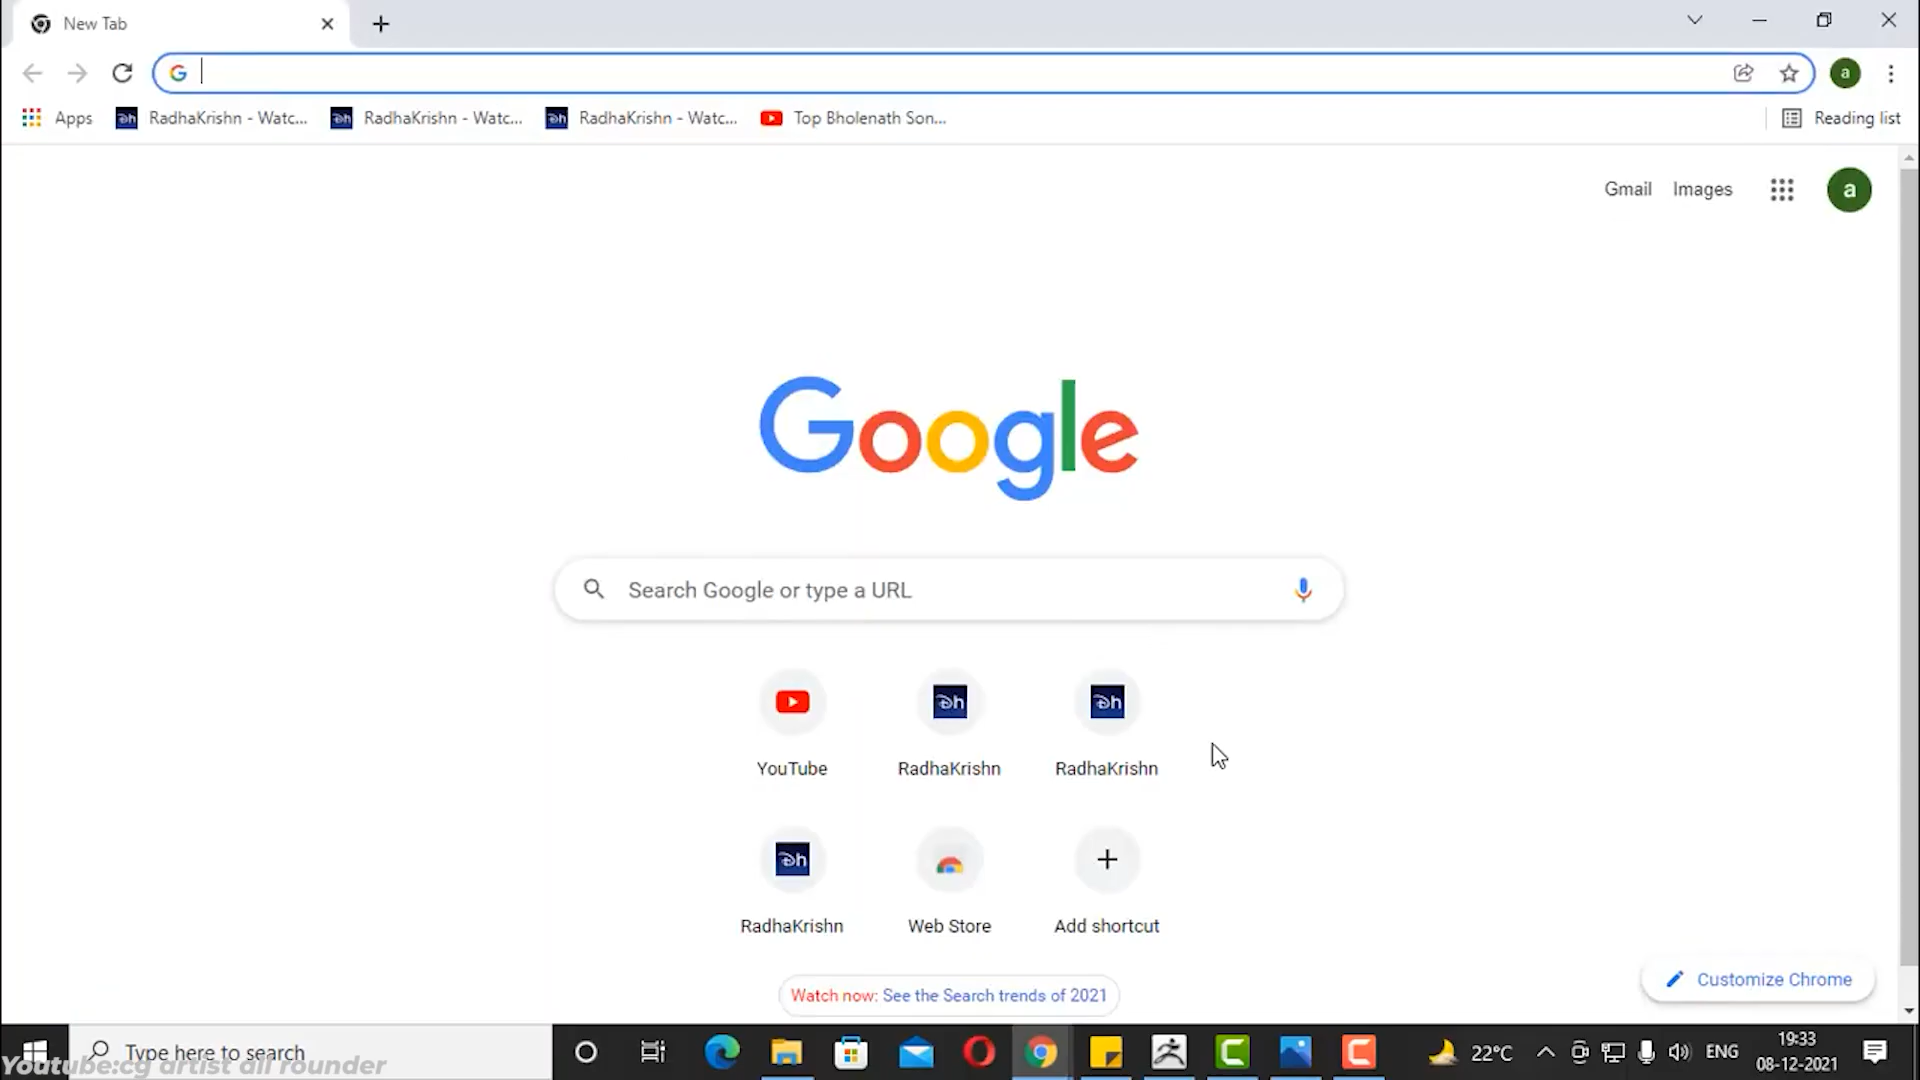 New Tab
G
a
Apps
RadhaKrishn - Watc...
RadhaKrishn - Watc...
RadhaKrishn - Watc...
Top Bholenath Son...
Reading list
Gmail
Images
a
Google
Search Google or type a URL
YouTube
RadhaKrishn
RadhaKrishn
RadhaKrishn
Web Store
Add shortcut
Watch now: See the Search trends of 2021
Customize Chrome
Type here to search
22°C
ENG
19:33
08-12-2021
Youtube:cg artist all rounder